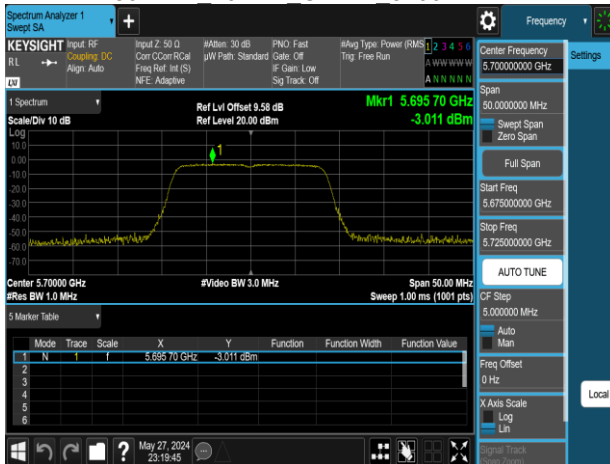 Spectrum Analyzer 1
Swept SA
+
Frequency
KEYSIGHT
RL
LXI
Input: RF
Coupling: DC
Align: Auto
Input Z: 50 Ω
Corr CCorr RCal
Freq Ref: Int (S)
NFE: Adaptive
#Atten: 30 dB
µW Path: Standard
PNO: Fast
Gate: Off
IF Gain: Low
Sig Track: Off
#Avg Type: Power (RMS
Trig: Free Run
1 2 3 4 5 6
A W W W W W
A N N N N N
Center Frequency
5.700000000 GHz
Settings
Span
50.0000000 MHz
Swept Span
Zero Span
Full Span
Start Freq
5.675000000 GHz
Stop Freq
5.725000000 GHz
AUTO TUNE
CF Step
5.000000 MHz
Auto
Man
Freq Offset
0 Hz
X Axis Scale
Log
Lin
Signal Track
(Span Zoom)
Local
1 Spectrum
Scale/Div 10 dB
Ref Lvl Offset 9.58 dB
Ref Level 20.00 dBm
Mkr1 5.695 70 GHz
-3.011 dBm
Log
10.0
0.00
-10.0
-20.0
-30.0
-40.0
-50.0
-60.0
-70.0
1
Center 5.70000 GHz
#Res BW 1.0 MHz
#Video BW 3.0 MHz
Span 50.00 MHz
Sweep 1.00 ms (1001 pts)
5 Marker Table
Mode Trace Scale X Y Function Function Width Function Value
1 N 1 f 5.695 70 GHz -3.011 dBm
2
3
4
5
6
?
May 27, 2024
23:19:45